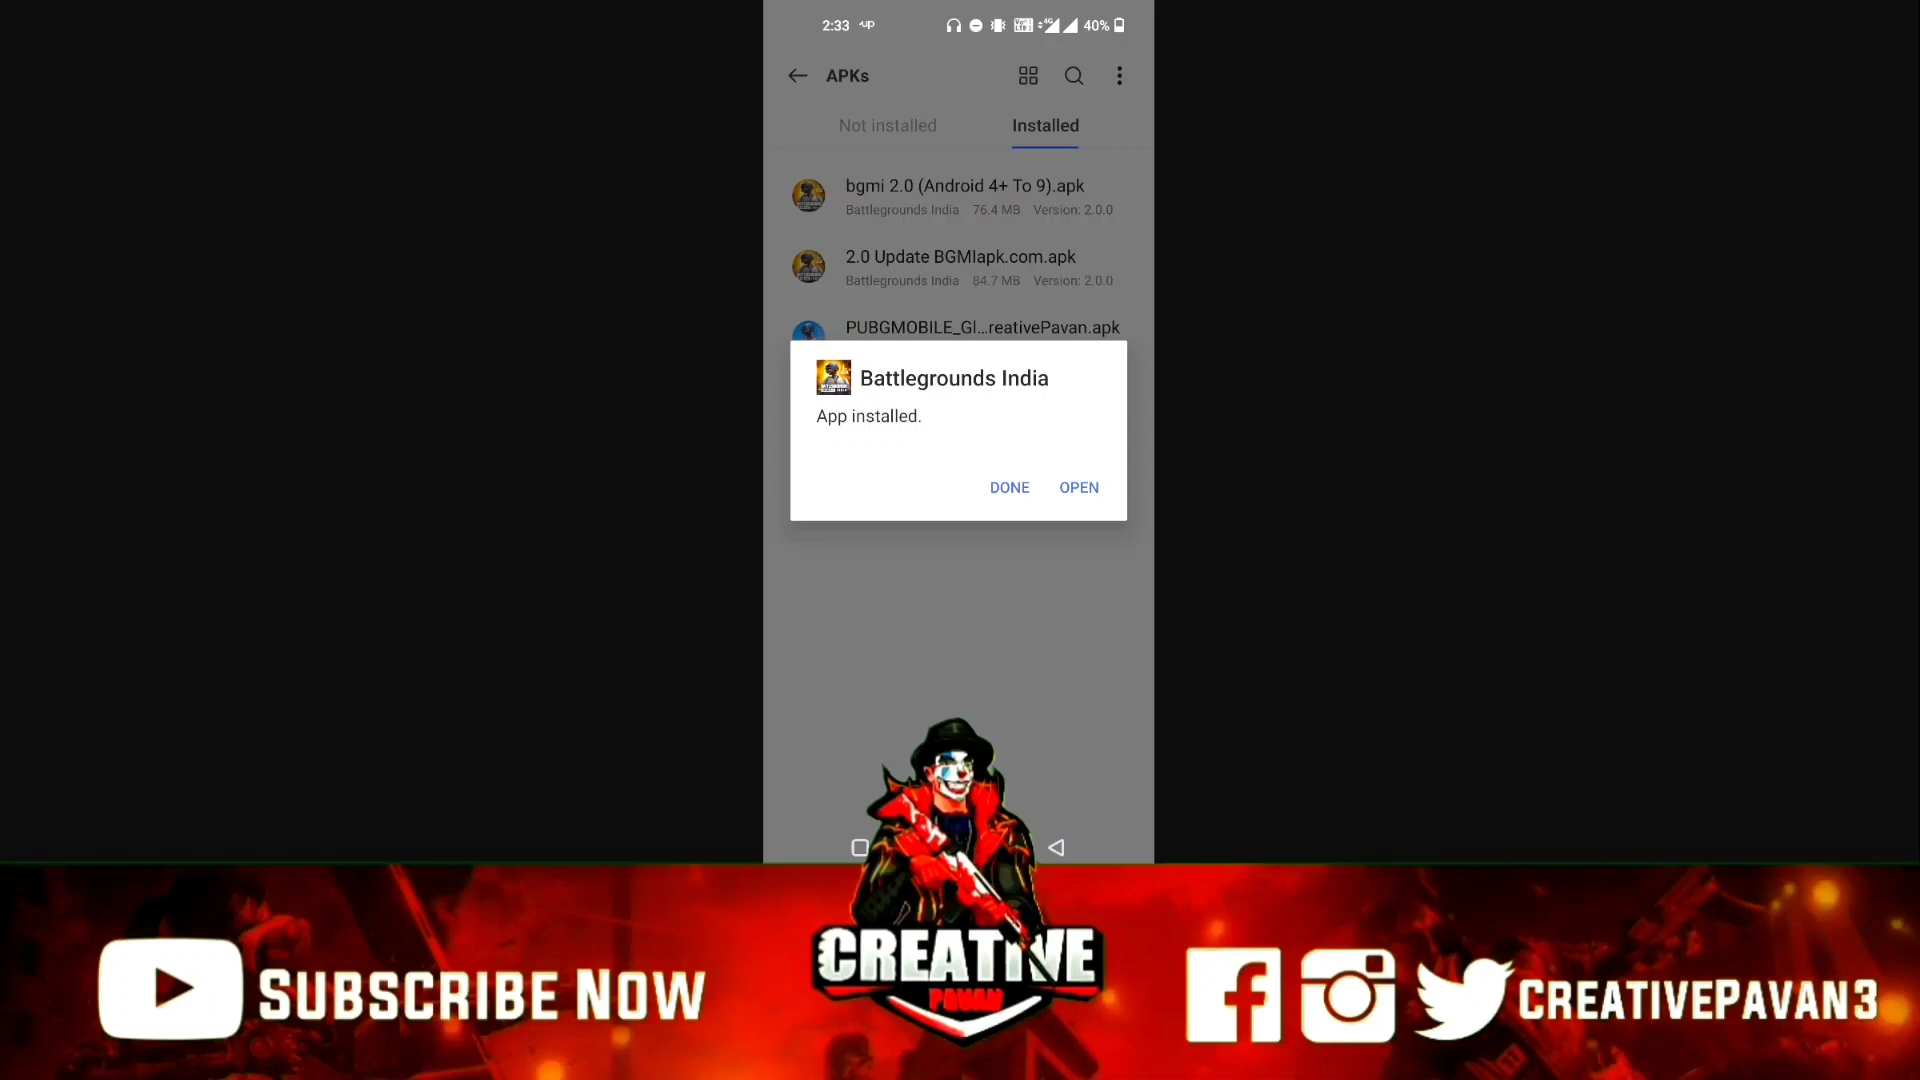 2:33
40%
APKs
Not installed
Installed
bgmi 2.0 (Android 4+ To 9).apk
Battlegrounds India 76.4 MB Version: 2.0.0
2.0 Update BGMIapk.com.apk
Battlegrounds India 84.7 MB Version: 2.0.0
PUBGMOBILE_Gl...reativePavan.apk
Battlegrounds India
App installed.
DONE OPEN
SUBSCRIBE NOW
CREATIVE
PAVAN
CREATIVEPAVAN3